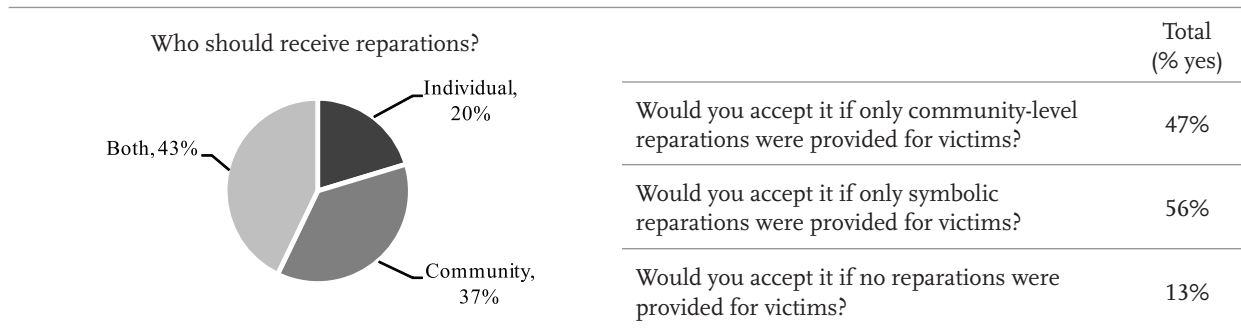 Who should receive reparations?
Individual,
20%
Both, 43%
Community,
37%
Total
(% yes)
Would you accept it if only community-level
reparations were provided for victims?
47%
Would you accept it if only symbolic
reparations were provided for victims?
56%
Would you accept it if no reparations were
provided for victims?
13%